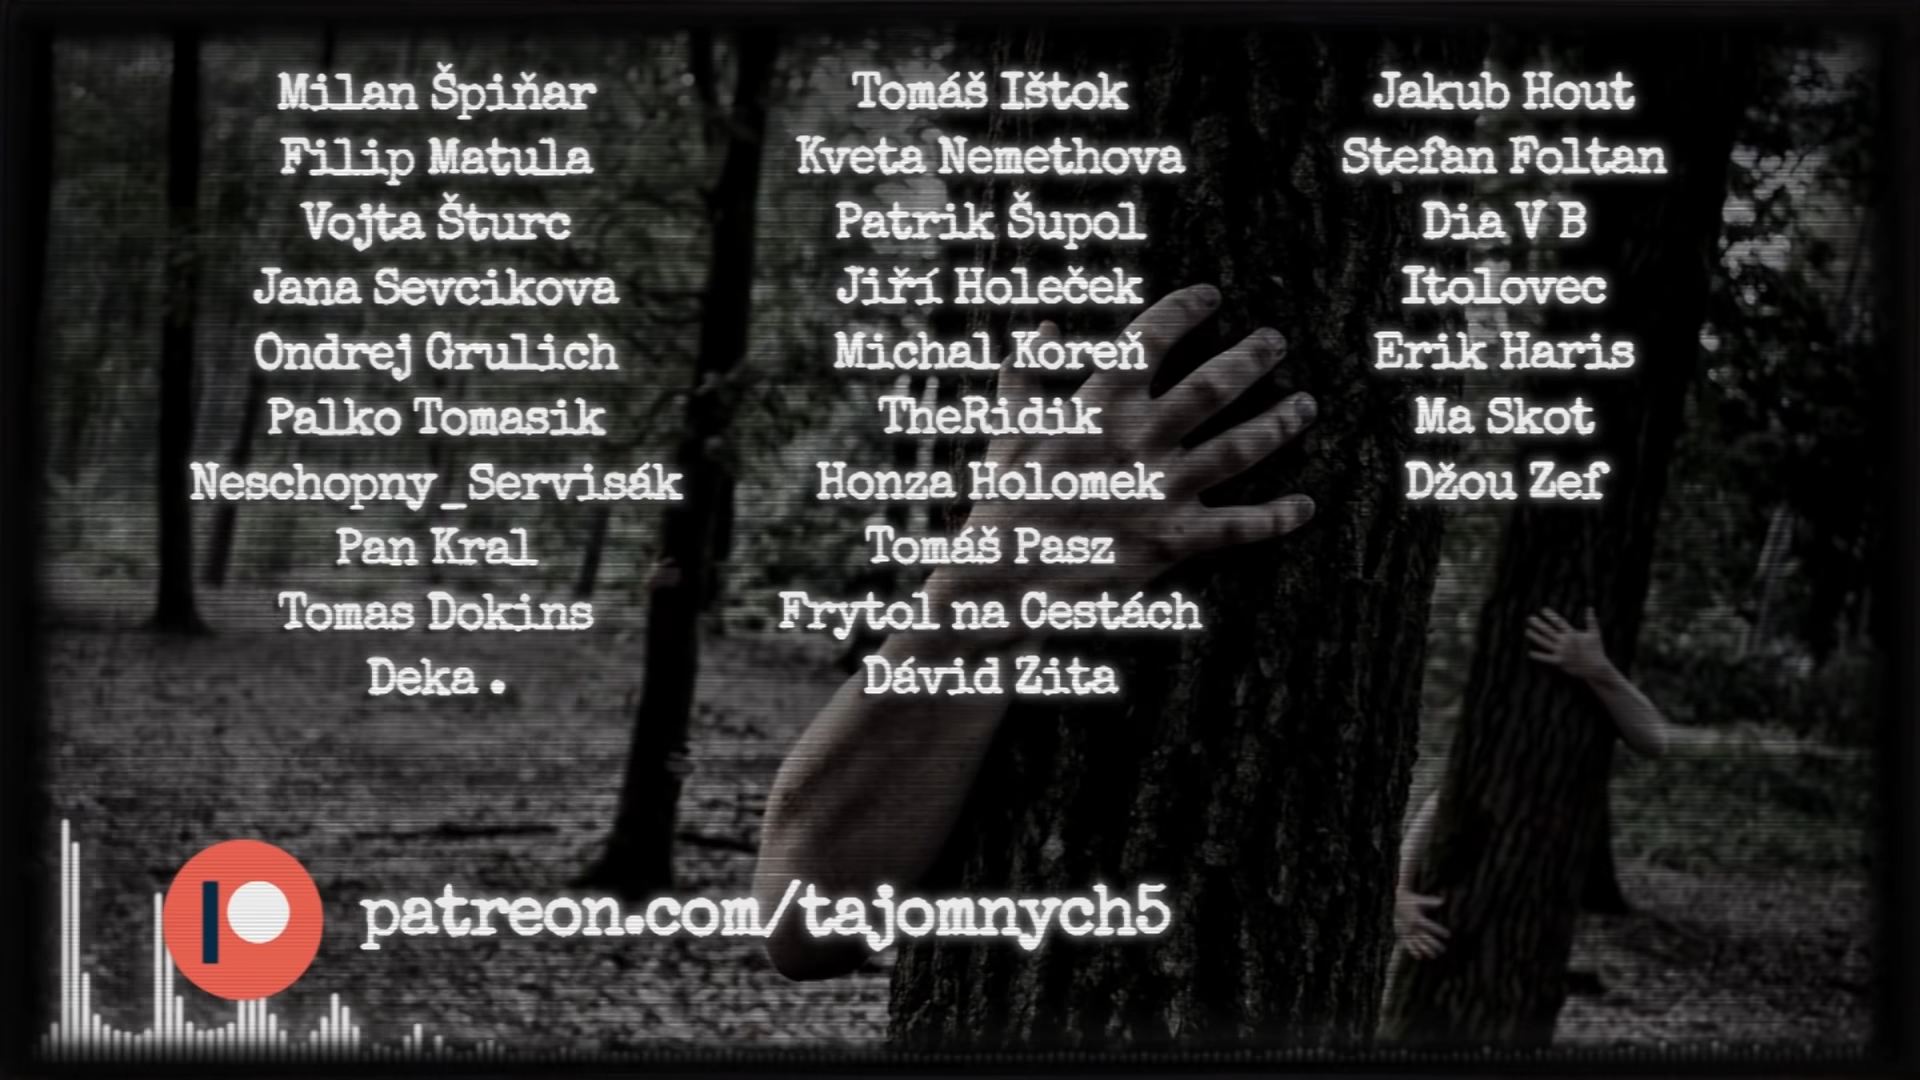 Milan Špiňar
Filip Matula
Vojta Šturc
Jana Sevcikova
Ondrej Grulich
Palko Tomasik
Neschopny_Servisák
Pan Kral
Tomas Dokins
Deka .
Tomáš Ištok
Kveta Nemethova
Patrik Šupol
Jiří Holeček
Michal Koreň
TheRidik
Honza Holomek
Tomáš Pasz
Frytol na Cestách
Dávid Zita
Jakub Hout
Stefan Foltan
Dia V B
Itolovec
Erik Haris
Ma Skot
Džou Zef
patreon.com/tajomnych5